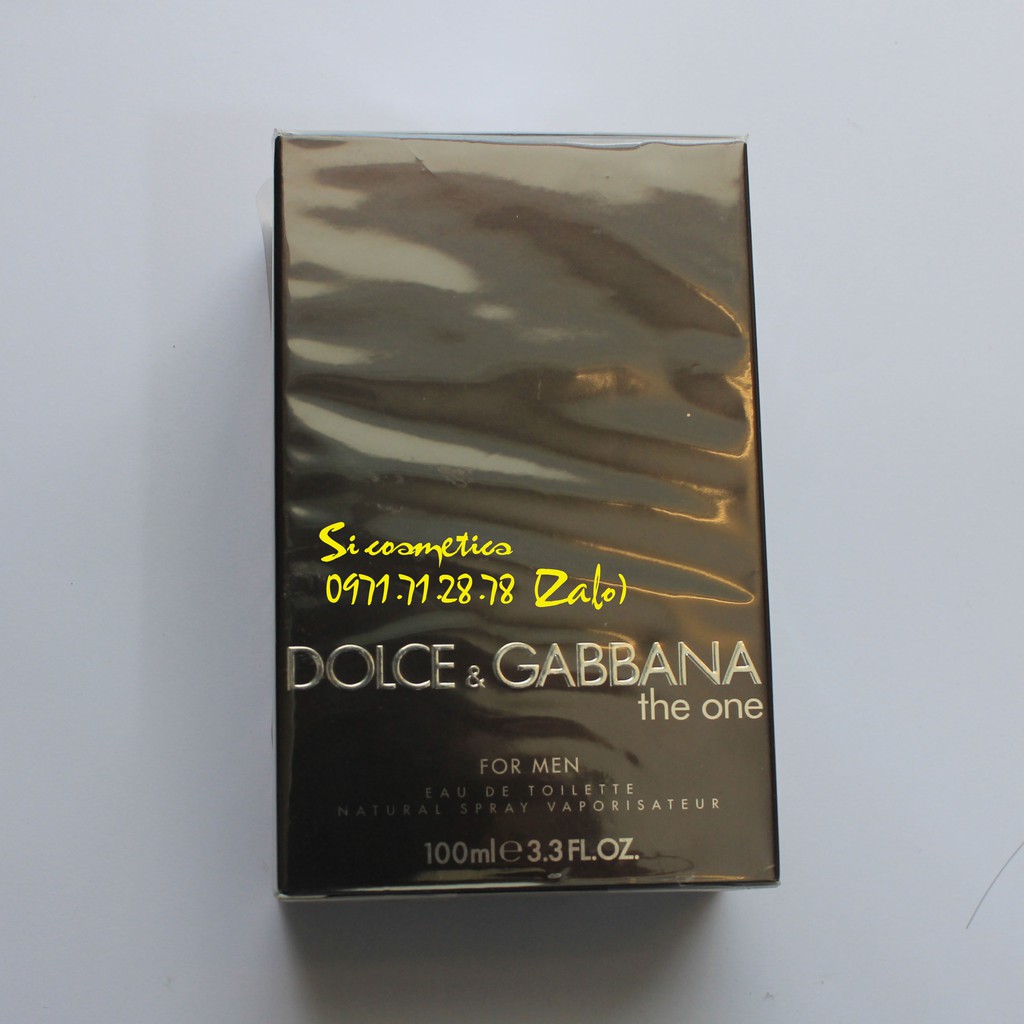 Si cosmetics
0971.71.28.78 (Zalo)
DOLCE & GABBANA
the one
FOR MEN
EAU DE TOILETTE
NATURAL SPRAY VAPORISATEUR
100ml e 3.3 FL.OZ.